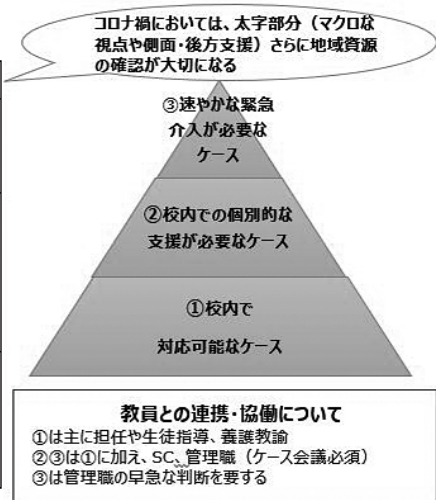 コロナ禍においては、太字部分（マクロな
視点や側面・後方支援）さらに地域資源
の確認が大切になる
③速やかな緊急
介入が必要な
ケース
②校内での個別的な
支援が必要なケース
①校内で
対応可能なケース
教員との連携・協働について
①は主に担任や生徒指導、養護教諭
②③は①に加え、SC、管理職（ケース会議必須）
③は管理職の早急な判断を要する